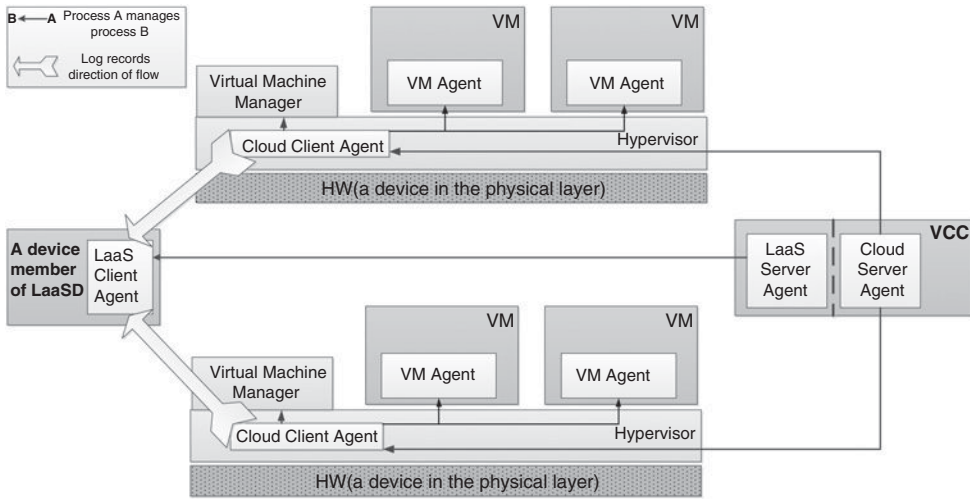 B A Process A manages
process B
Log records
direction of flow
VM
VM Agent
VM
VM Agent
Virtual Machine
Manager
Cloud Client Agent
Hypervisor
HW(a device in the physical layer)
A device
member
of LaaSD
LaaS
Client
Agent
VCC
LaaS
Server
Agent
Cloud
Server
Agent
VM
VM Agent
VM
VM Agent
Virtual Machine
Manager
Cloud Client Agent
Hypervisor
HW(a device in the physical layer)